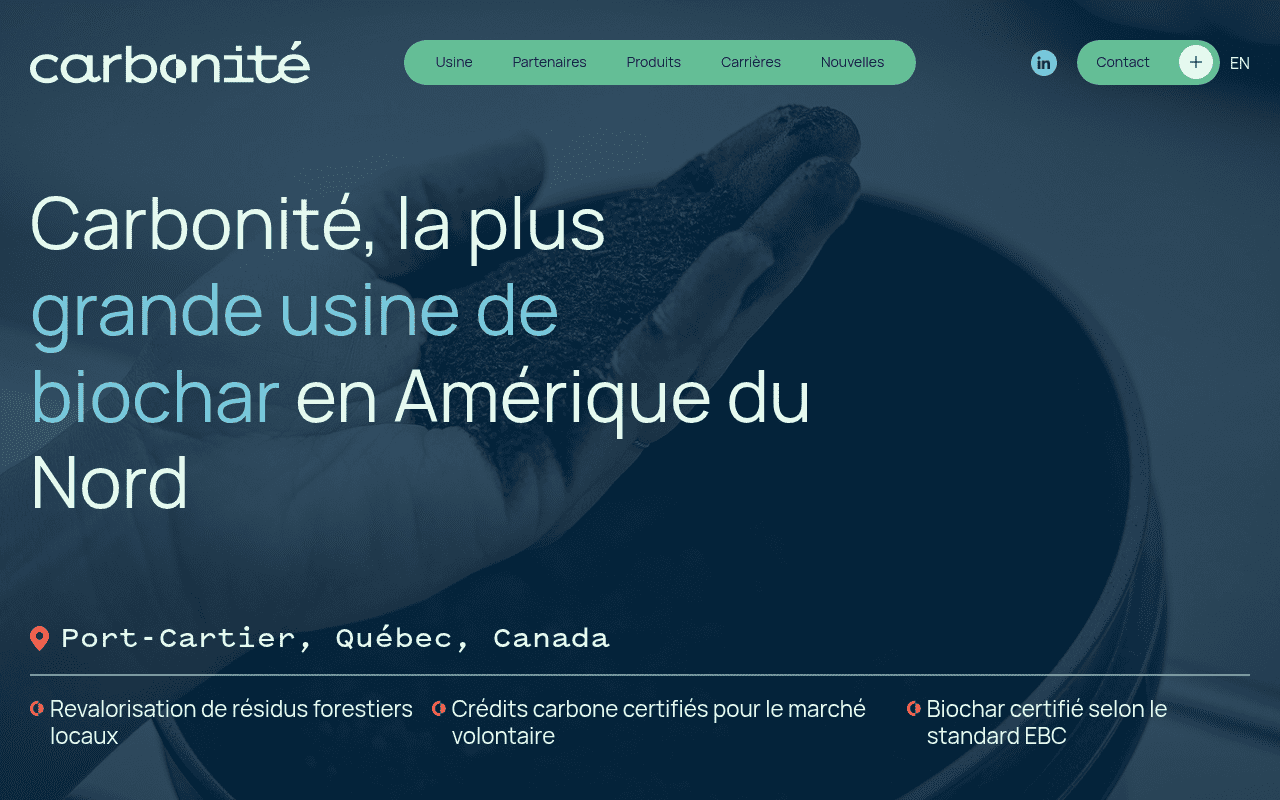 carbonité
Usine
Partenaires
Produits
Carrières
Nouvelles
in
Contact
EN
Carbonité, la plus
grande usine de
biochar en Amérique du
Nord
Port-Cartier, Québec, Canada
Revalorisation de résidus forestiers
locaux
Crédits carbone certifiés pour le marché
volontaire
Biochar certifié selon le
standard EBC